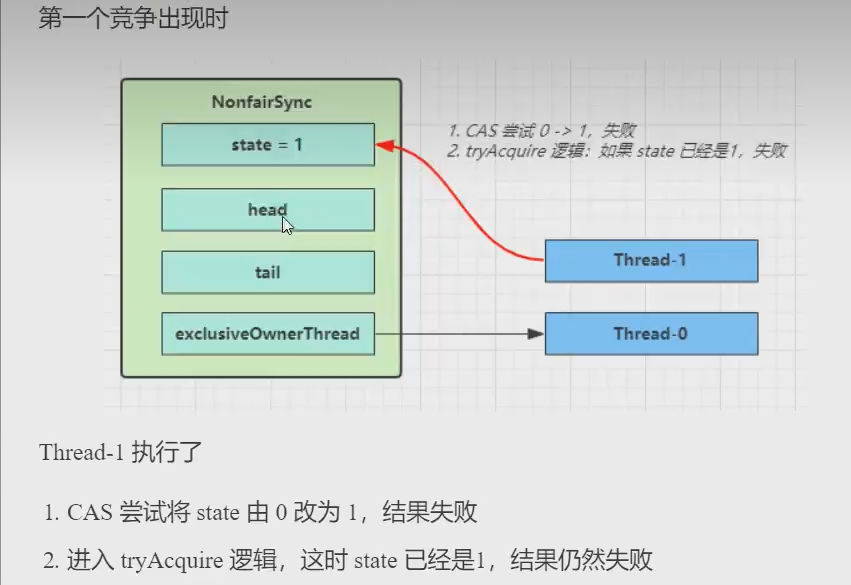 第一个竞争出现时
NonfairSync
state = 1
1. CAS 尝试 0 -> 1，失败
2. tryAcquire 逻辑：如果 state 已经是1，失败
head
Thread-1
tail
exclusiveOwnerThread
Thread-0
Thread-1 执行了
1. CAS 尝试将 state 由 0 改为 1，结果失败
2. 进入 tryAcquire 逻辑，这时 state 已经是1，结果仍然失败